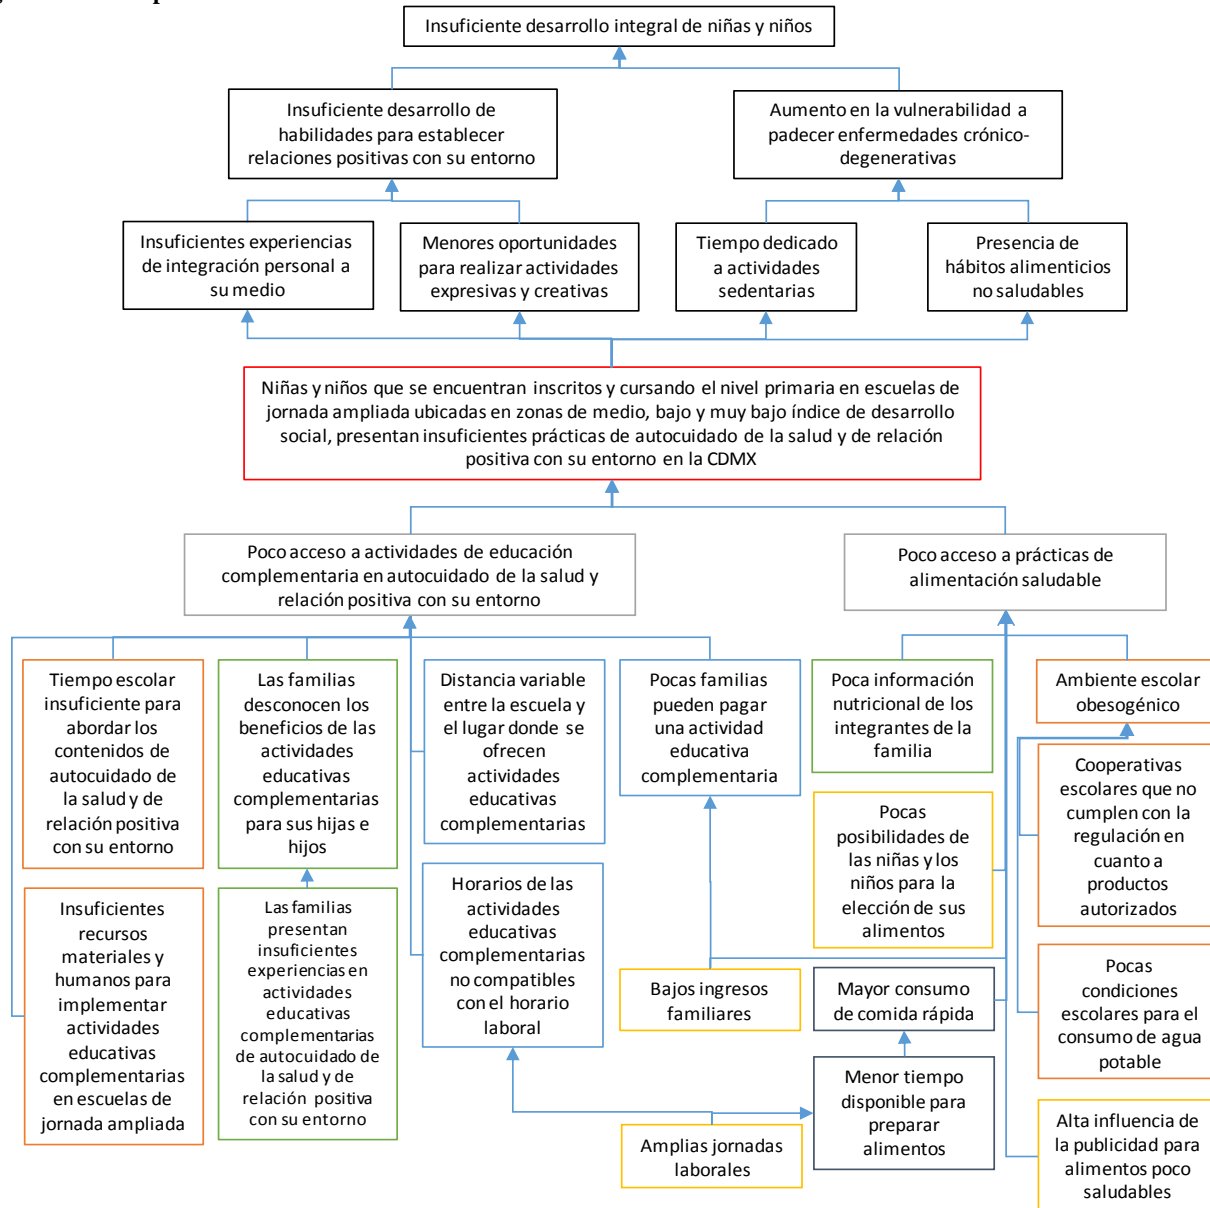 Insuficiente desarrollo integral de niñas y niños
Insuficiente desarrollo de
habilidades para establecer
relaciones positivas con su entorno
Aumento en la vulnerabilidad a
padecer enfermedades crónico-
degenerativas
Insuficientes experiencias
de integración personal a
su medio
Menores oportunidades
para realizar actividades
expresivas y creativas
Tiempo dedicado
a actividades
sedentarias
Presencia de
hábitos alimenticios
no saludables
Niñas y niños que se encuentran inscritos y cursando el nivel primaria en escuelas de
jornada ampliada ubicadas en zonas de medio, bajo y muy bajo índice de desarrollo
social, presentan insuficientes prácticas de autocuidado de la salud y de relación
positiva con su entorno en la CDMX
Poco acceso a actividades de educación
complementaria en autocuidado de la salud y
relación positiva con su entorno
Poco acceso a prácticas de
alimentación saludable
Tiempo escolar
insuficiente para
abordar los
contenidos de
autocuidado de
la salud y de
relación positiva
con su entorno
Las familias
desconocen los
beneficios de las
actividades
educativas
complementarias
para sus hijas e
hijos
Distancia variable
entre la escuela y
el lugar donde se
ofrecen
actividades
educativas
complementarias
Pocas familias
pueden pagar
una actividad
educativa
complementaria
Poca información
nutricional de los
integrantes de la
familia
Ambiente escolar
obesogénico
Cooperativas
escolares que no
cumplen con la
regulación en
cuanto a
productos
autorizados
Pocas
posibilidades de
las niñas y los
niños para la
elección de sus
alimentos
Insuficientes
recursos
materiales y
humanos para
implementar
actividades
educativas
complementarias
en escuelas de
jornada ampliada
Las familias
presentan
insuficientes
experiencias en
actividades
educativas
complementarias
de autocuidado de
la salud y de
relación positiva
con su entorno
Horarios de las
actividades
educativas
complementarias
no compatibles
con el horario
laboral
Bajos ingresos
familiares
Mayor consumo
de comida rápida
Pocas
condiciones
escolares para el
consumo de agua
potable
Menor tiempo
disponible para
preparar
alimentos
Amplias jornadas
laborales
Alta influencia de
la publicidad para
alimentos poco
saludables